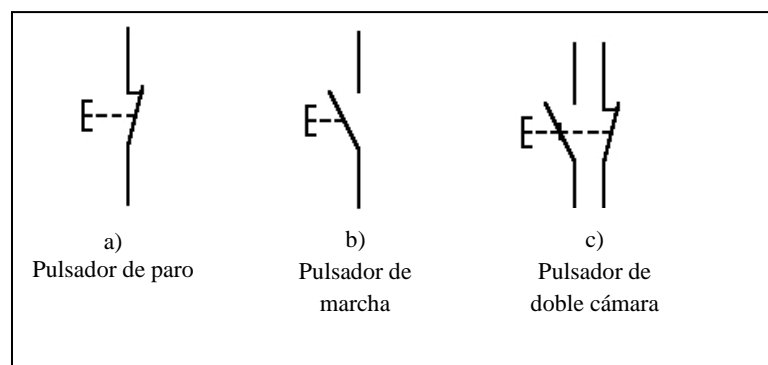 a)
Pulsador de paro
b)
Pulsador de
marcha
c)
Pulsador de
doble cámara